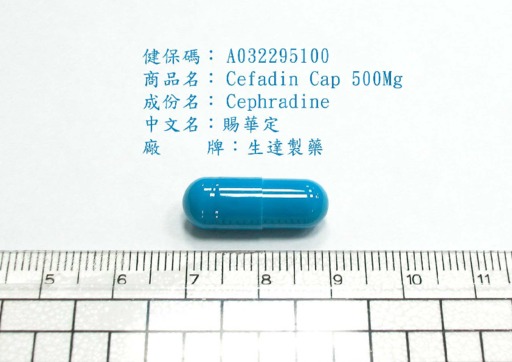 健保碼：A032295100
商品名：Cefadin Cap 500Mg
成份名：Cephradine
中文名：賜華定
廠　　牌：生達製藥
5 6 7 8 9 10 11